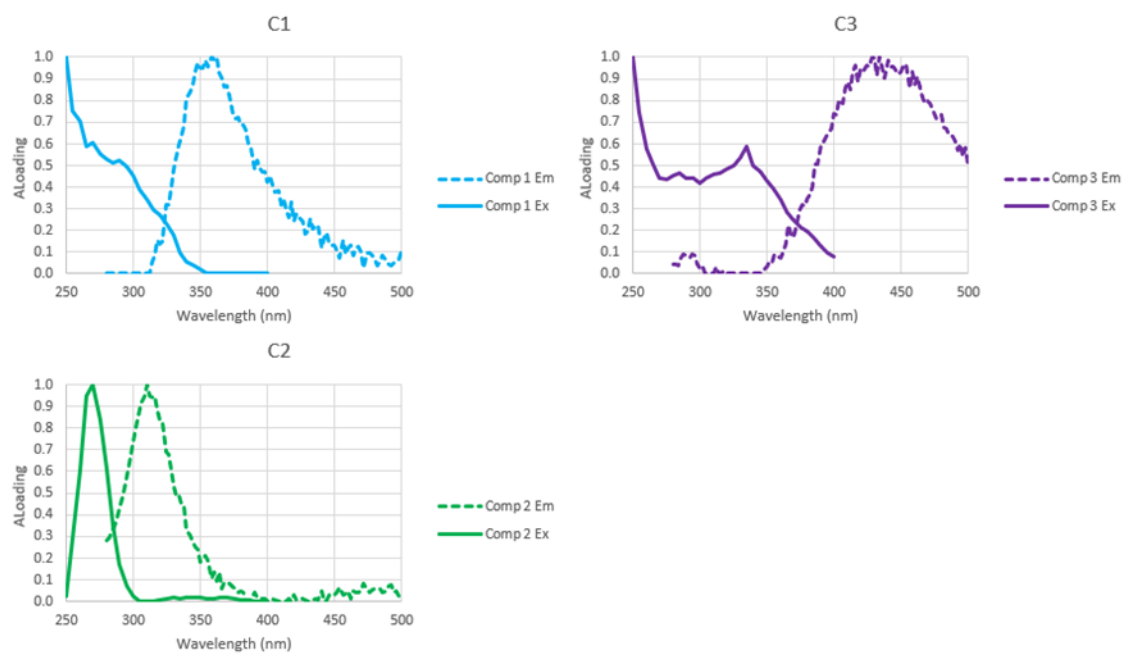 C1
1.0
0.9
0.8
0.7
0.6
0.5
0.4
0.3
0.2
0.1
0.0
ALoading
250 300 350 400 450 500
Wavelength (nm)
Comp 1 Em
Comp 1 Ex
C3
1.0
0.9
0.8
0.7
0.6
0.5
0.4
0.3
0.2
0.1
0.0
ALoading
250 300 350 400 450 500
Wavelength (nm)
Comp 3 Em
Comp 3 Ex
C2
1.0
0.9
0.8
0.7
0.6
0.5
0.4
0.3
0.2
0.1
0.0
ALoading
250 300 350 400 450 500
Wavelength (nm)
Comp 2 Em
Comp 2 Ex